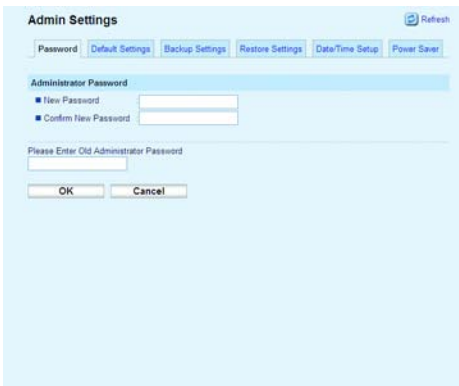 Admin Settings
Refresh
Password Default Settings Backup Settings Restore Settings Date/Time Setup Power Saver
Administrator Password
New Password :
Confirm New Password :
Please Enter Old Administrator Password
OK Cancel